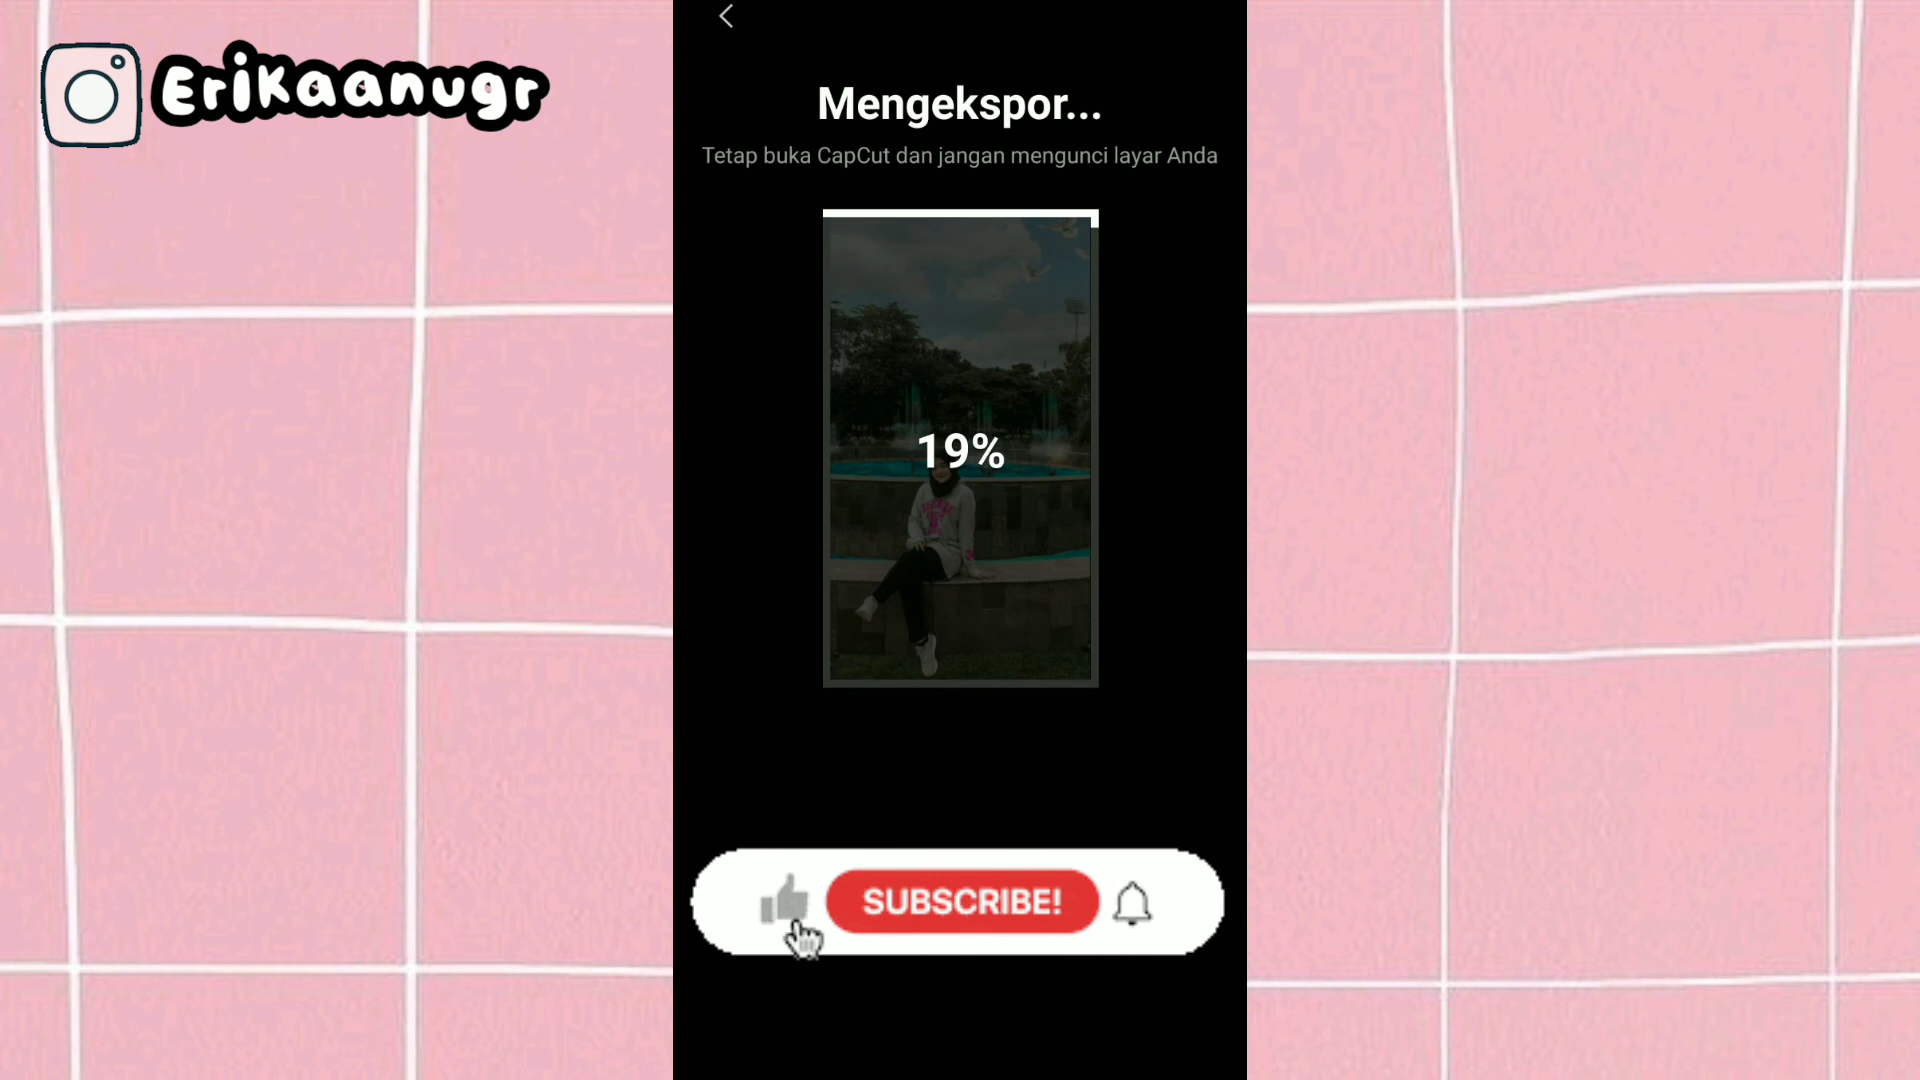 Erikaanugr
Mengekspor...
Tetap buka CapCut dan jangan mengunci layar Anda
19%
SUBSCRIBE!